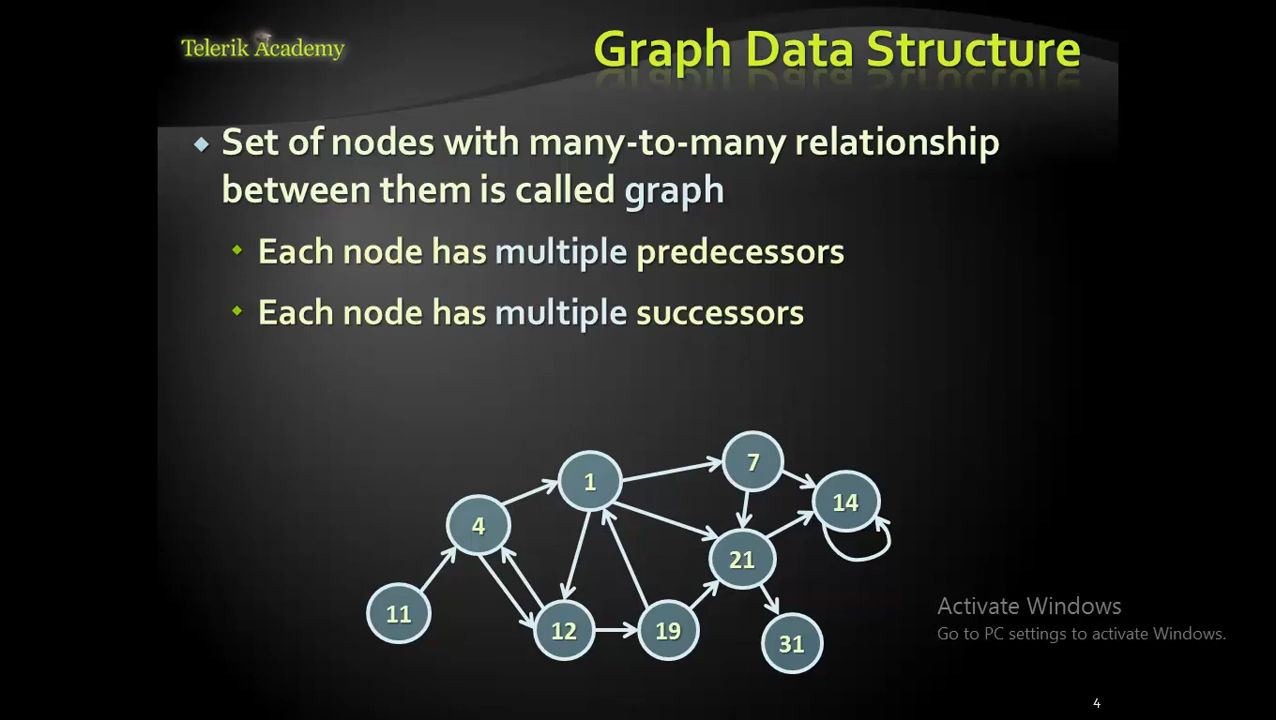 Telerik Academy
Graph Data Structure
Set of nodes with many-to-many relationship
between them is called graph
Each node has multiple predecessors
Each node has multiple successors
7
1
14
4
21
11
12
19
31
Activate Windows
Go to PC settings to activate Windows.
4